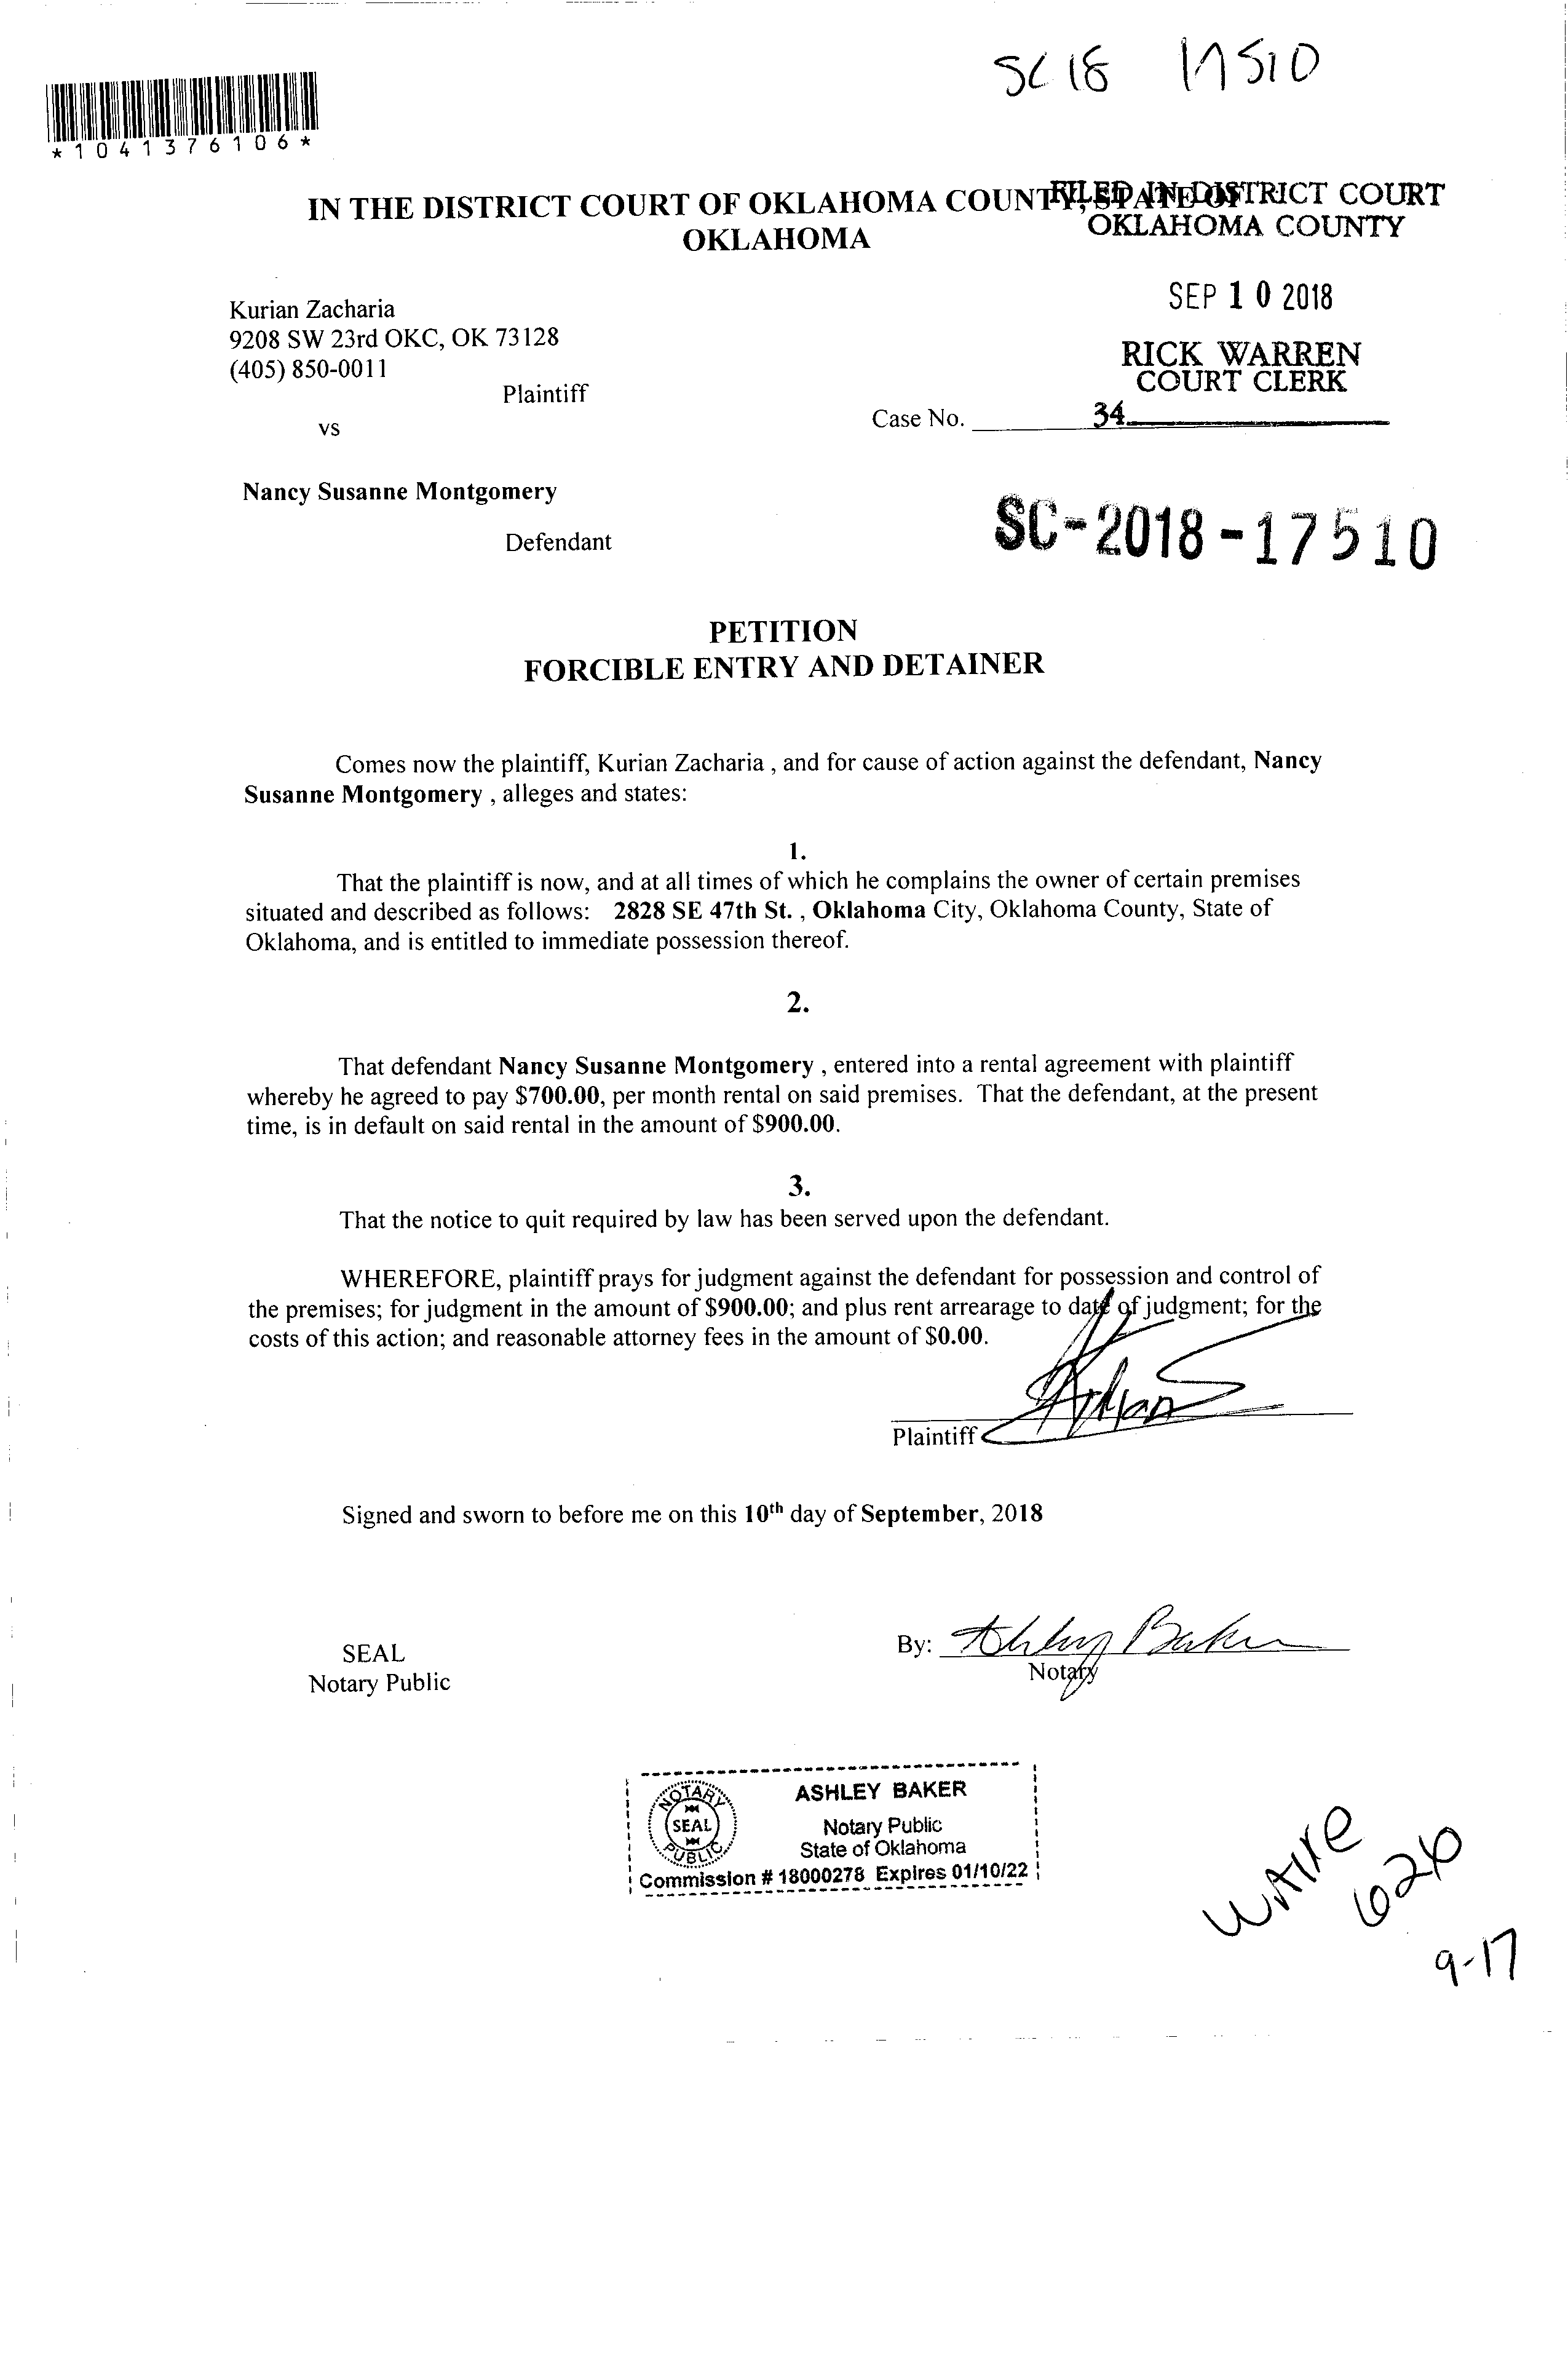 SC 18 17510
*1041376106*
IN THE DISTRICT COURT OF OKLAHOMA COUNTY, STATE OF
OKLAHOMA
FILED IN DISTRICT COURT
OKLAHOMA COUNTY
SEP 10 2018
RICK WARREN
COURT CLERK
34
Kurian Zacharia
9208 SW 23rd OKC, OK 73128
(405) 850-0011
Plaintiff
vs
Case No.
Nancy Susanne Montgomery
Defendant
SC-2018-17510
PETITION
FORCIBLE ENTRY AND DETAINER
Comes now the plaintiff, Kurian Zacharia , and for cause of action against the defendant, Nancy
Susanne Montgomery , alleges and states:
1.
That the plaintiff is now, and at all times of which he complains the owner of certain premises
situated and described as follows: 2828 SE 47th St. , Oklahoma City, Oklahoma County, State of
Oklahoma, and is entitled to immediate possession thereof.
2.
That defendant Nancy Susanne Montgomery , entered into a rental agreement with plaintiff
whereby he agreed to pay $700.00, per month rental on said premises. That the defendant, at the present
time, is in default on said rental in the amount of $900.00.
3.
That the notice to quit required by law has been served upon the defendant.
WHEREFORE, plaintiff prays for judgment against the defendant for possession and control of
the premises; for judgment in the amount of $900.00; and plus rent arrearage to date of judgment; for the
costs of this action; and reasonable attorney fees in the amount of $0.00.
Plaintiff
Signed and sworn to before me on this 10th day of September, 2018
SEAL
Notary Public
By: Ashley Baker
Notary
NOTARY
SEAL
PUBLIC
ASHLEY BAKER
Notary Public
State of Oklahoma
Commission # 18000278 Expires 01/10/22
9-17